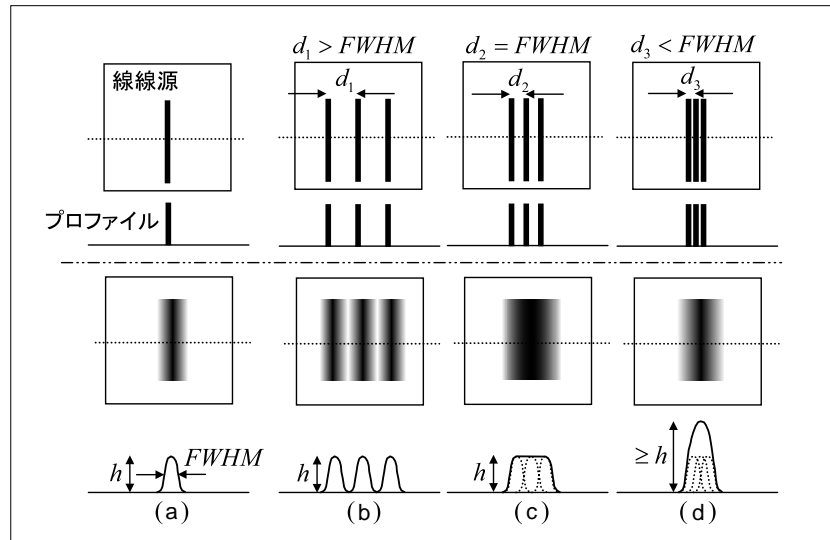 d₁ > FWHM
d₂ = FWHM
d₃ < FWHM
線線源
d₁
d₂
d₃
プロファイル
h
FWHM
h
h
≥ h
(a)
(b)
(c)
(d)